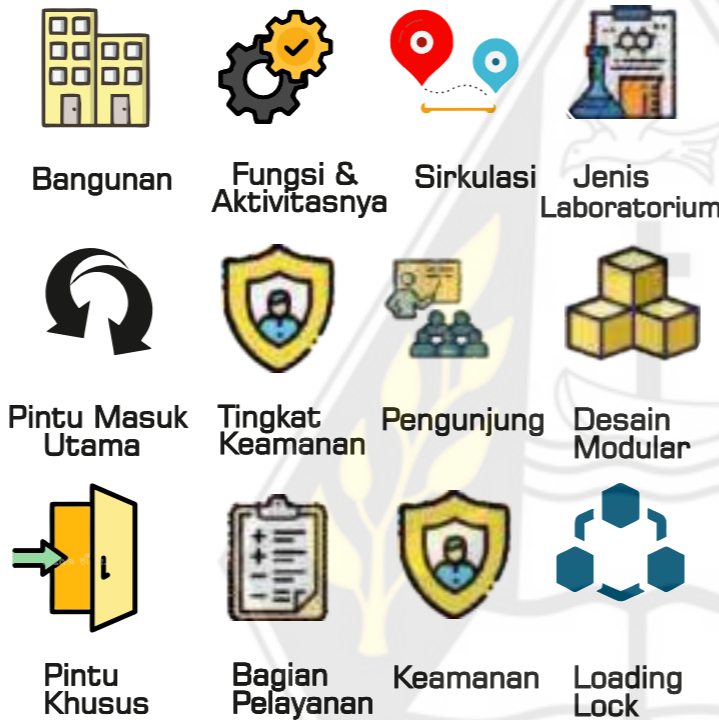 Bangunan
Fungsi &
Aktivitasnya
Sirkulasi
Jenis
Laboratorium
Pintu Masuk
Utama
Tingkat
Keamanan
Pengunjung
Desain
Modular
Pintu
Khusus
Bagian
Pelayanan
Keamanan
Loading
Lock